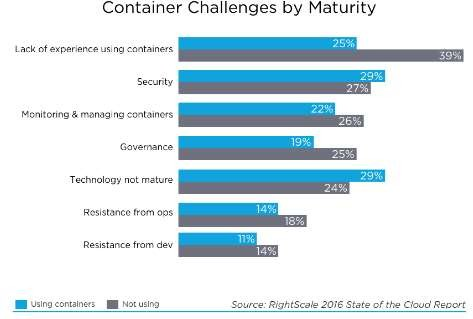 Container Challenges by Maturity
Lack of experience using containers 25%
39%
Security 29%
27%
Monitoring & managing containers 22%
26%
Governance 19%
25%
Technology not mature 29%
24%
Resistance from ops 14%
18%
Resistance from dev 11%
14%
Using containers Not using Source: RightScale 2016 State of the Cloud Report